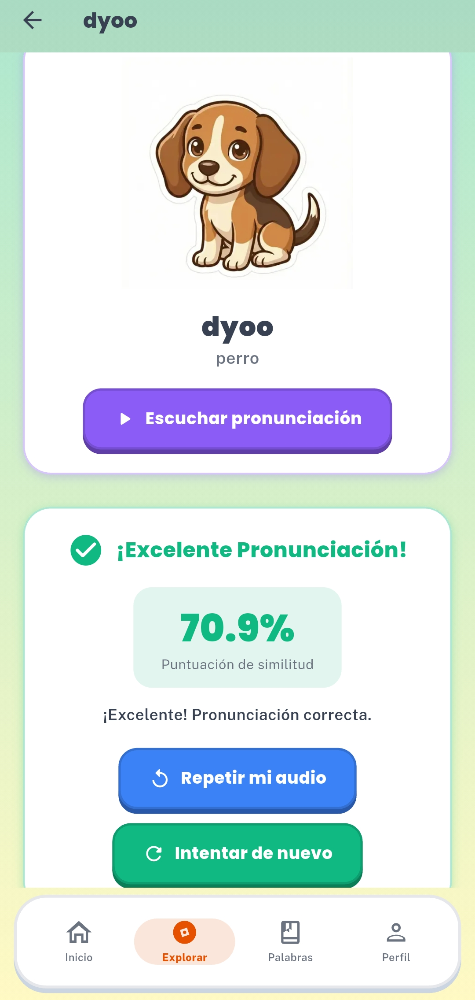 dyoo
dyoo
perro
Escuchar pronunciación
¡Excelente Pronunciación!
70.9%
Puntuación de similitud
¡Excelente! Pronunciación correcta.
Repetir mi audio
Intentar de nuevo
Inicio
Explorar
Palabras
Perfil